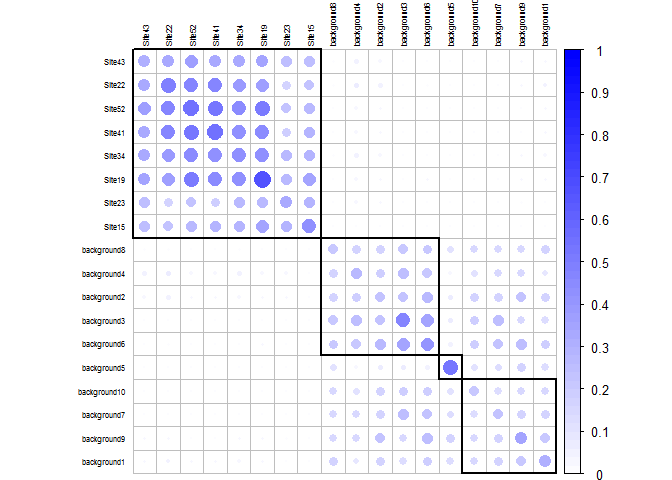 Site43 Site22 Site52 Site41 Site34 Site19 Site23 Site15 background8 background4 background2 background3 background6 background5 background10 background7 background9 background1
Site43
Site22
Site52
Site41
Site34
Site19
Site23
Site15
background8
background4
background2
background3
background6
background5
background10
background7
background9
background1
1
0.9
0.8
0.7
0.6
0.5
0.4
0.3
0.2
0.1
0